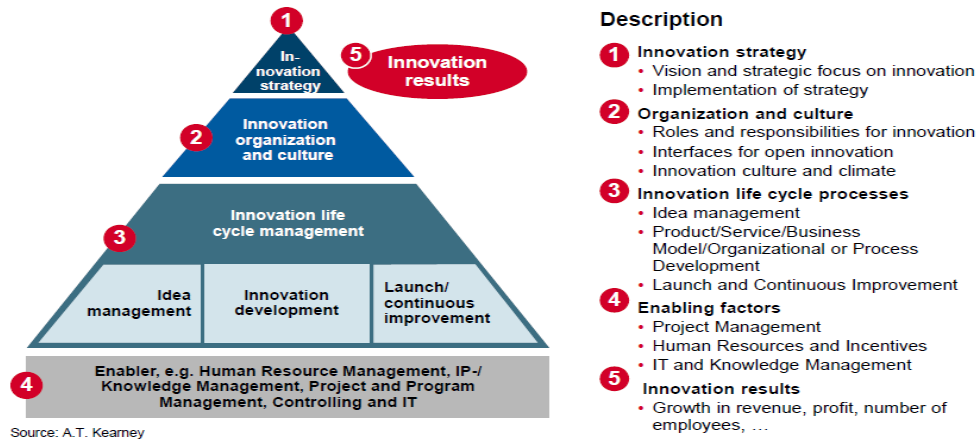 1
In-
novation
strategy
5
Innovation
results
2
Innovation
organization
and culture
3
Innovation life
cycle management
Idea
management
Innovation
development
Launch/
continuous
improvement
4
Enabler, e.g. Human Resource Management, IP-/
Knowledge Management, Project and Program
Management, Controlling and IT
Source: A.T. Kearney
Description
1 Innovation strategy
• Vision and strategic focus on innovation
• Implementation of strategy
2 Organization and culture
• Roles and responsibilities for innovation
• Interfaces for open innovation
• Innovation culture and climate
3 Innovation life cycle processes
• Idea management
• Product/Service/Business
Model/Organizational or Process
Development
• Launch and Continuous Improvement
4 Enabling factors
• Project Management
• Human Resources and Incentives
• IT and Knowledge Management
5 Innovation results
• Growth in revenue, profit, number of
employees, …